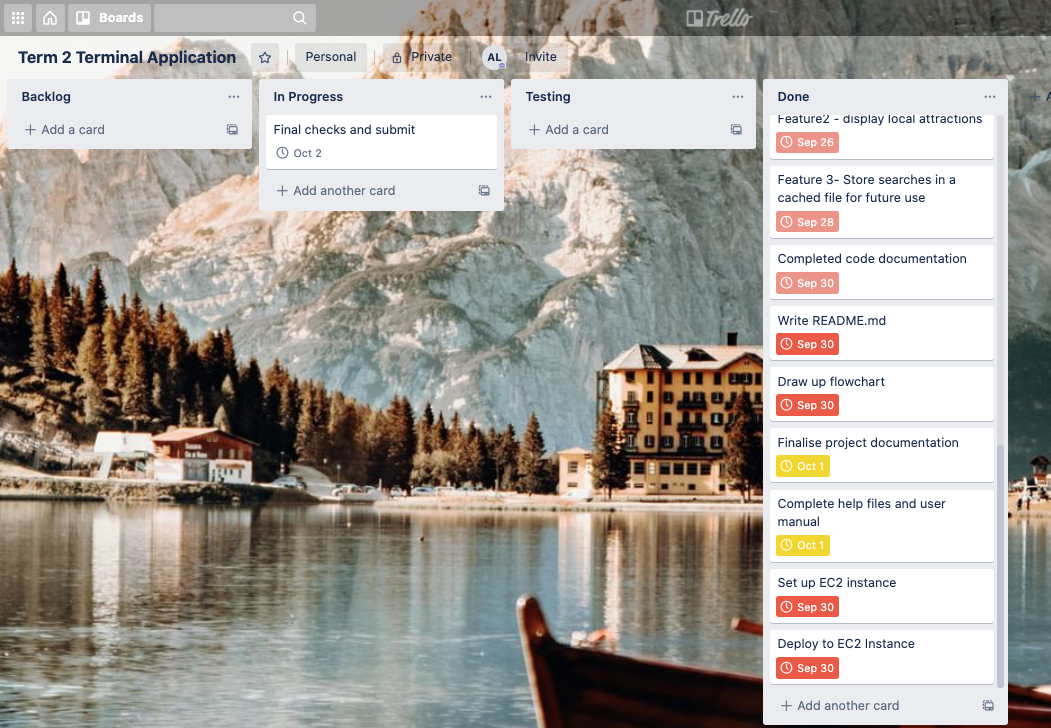 Boards
Trello
Term 2 Terminal Application
Personal
Private
AL
Invite
Backlog
Add a card
In Progress
Final checks and submit
Oct 2
Add another card
Testing
Add a card
Done
Feature2 - display local attractions
Sep 26
Feature 3- Store searches in a
cached file for future use
Sep 28
Completed code documentation
Sep 30
Write README.md
Sep 30
Draw up flowchart
Sep 30
Finalise project documentation
Oct 1
Complete help files and user
manual
Oct 1
Set up EC2 instance
Sep 30
Deploy to EC2 Instance
Sep 30
Add another card